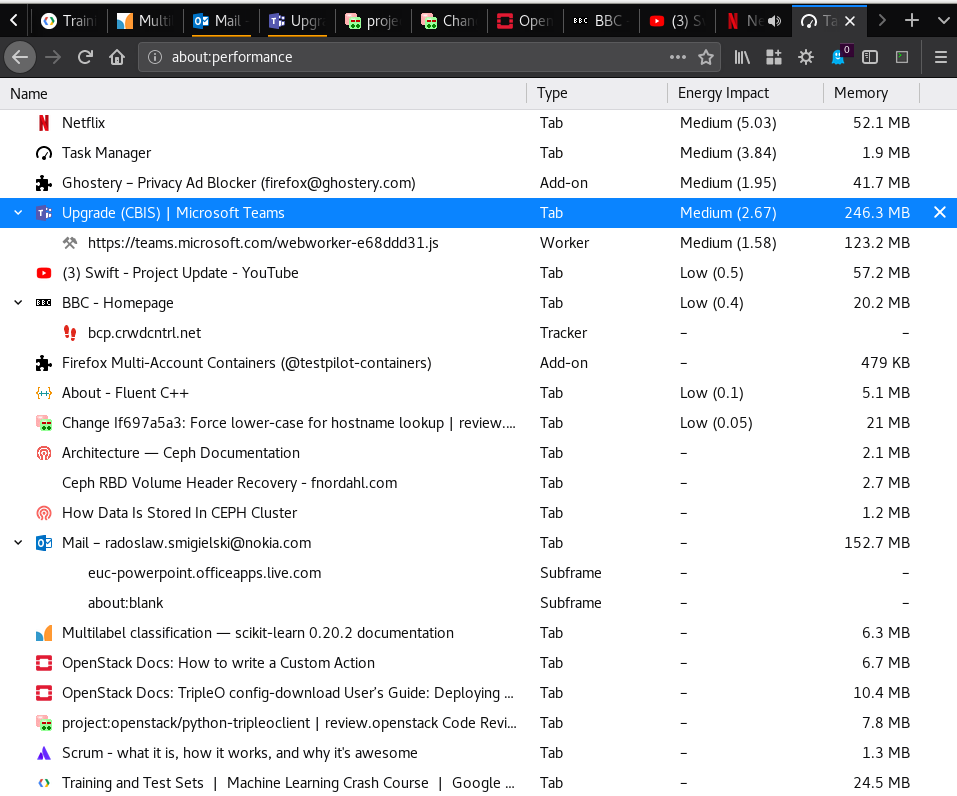 Traini Multil Mail - Upgra proje Chan Open BBC (3) Sw Ne Ta
about:performance 0
Name Type Energy Impact Memory
Netflix Tab Medium (5.03) 52.1 MB
Task Manager Tab Medium (3.84) 1.9 MB
Ghostery – Privacy Ad Blocker (firefox@ghostery.com) Add-on Medium (1.95) 41.7 MB
Upgrade (CBIS) | Microsoft Teams Tab Medium (2.67) 246.3 MB
https://teams.microsoft.com/webworker-e68ddd31.js Worker Medium (1.58) 123.2 MB
(3) Swift - Project Update - YouTube Tab Low (0.5) 57.2 MB
BBC - Homepage Tab Low (0.4) 20.2 MB
bcp.crwdcntrl.net Tracker – –
Firefox Multi-Account Containers (@testpilot-containers) Add-on – 479 KB
About - Fluent C++ Tab Low (0.1) 5.1 MB
Change If697a5a3: Force lower-case for hostname lookup | review.… Tab Low (0.05) 21 MB
Architecture — Ceph Documentation Tab – 2.1 MB
Ceph RBD Volume Header Recovery - fnordahl.com Tab – 2.7 MB
How Data Is Stored In CEPH Cluster Tab – 1.2 MB
Mail – radoslaw.smigielski@nokia.com Tab – 152.7 MB
euc-powerpoint.officeapps.live.com Subframe – –
about:blank Subframe – –
Multilabel classification — scikit-learn 0.20.2 documentation Tab – 6.3 MB
OpenStack Docs: How to write a Custom Action Tab – 6.7 MB
OpenStack Docs: TripleO config-download User’s Guide: Deploying … Tab – 10.4 MB
project:openstack/python-tripleoclient | review.openstack Code Revi… Tab – 7.8 MB
Scrum - what it is, how it works, and why it's awesome Tab – 1.3 MB
Training and Test Sets | Machine Learning Crash Course | Google … Tab – 24.5 MB